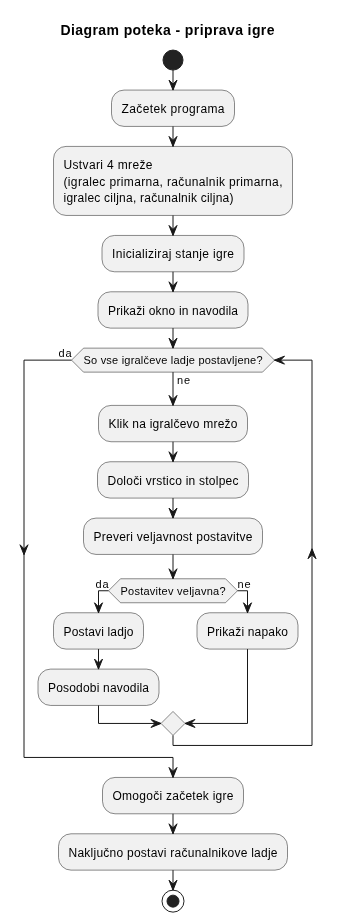 Diagram poteka - priprava igre
Začetek programa
Ustvari 4 mreže
(igralec primarna, računalnik primarna,
igralec ciljna, računalnik ciljna)
Inicializiraj stanje igre
Prikaži okno in navodila
da
So vse igralčeve ladje postavljene?
ne
Klik na igralčevo mrežo
Določi vrstico in stolpec
Preveri veljavnost postavitve
da
Postavitev veljavna?
ne
Postavi ladjo
Prikaži napako
Posodobi navodila
Omogoči začetek igre
Naključno postavi računalnikove ladje